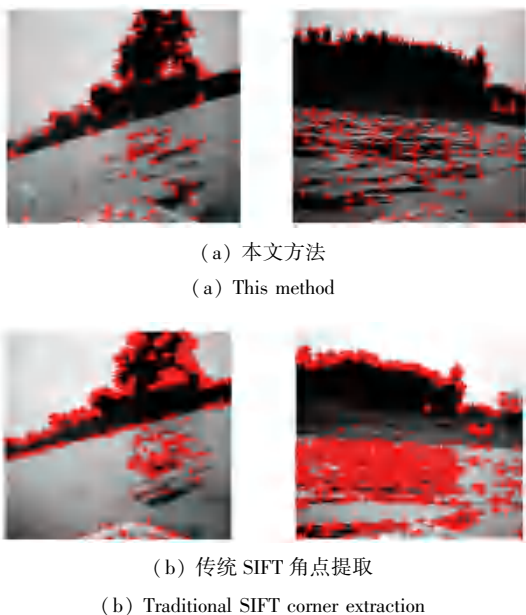 (a) 本文方法
(a) This method
(b) 传统 SIFT 角点提取
(b) Traditional SIFT corner extraction